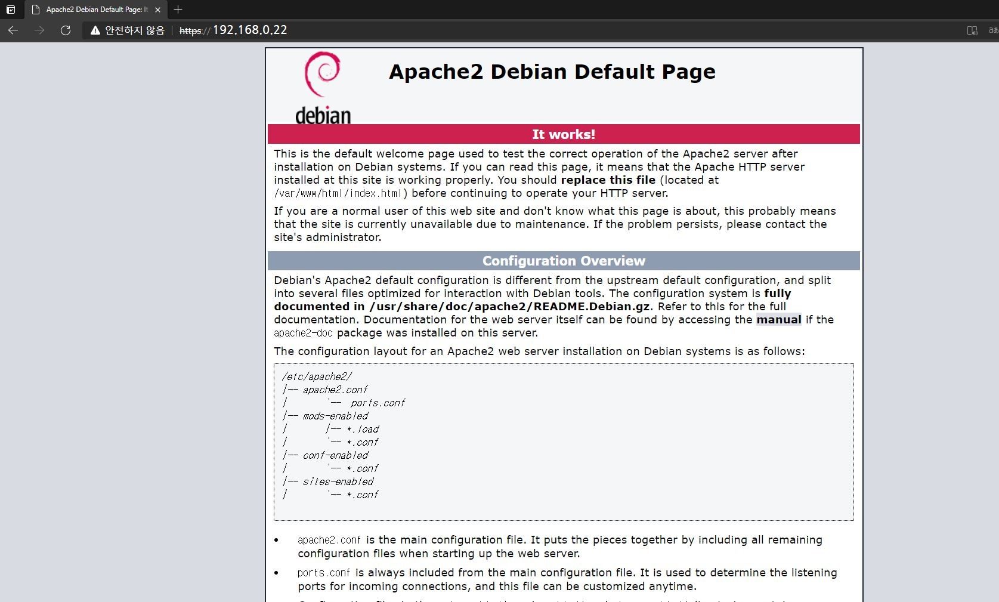 Apache2 Debian Default Page: It
안전하지 않음 | https://192.168.0.22
aあ
debian
Apache2 Debian Default Page
It works!
This is the default welcome page used to test the correct operation of the Apache2 server after
installation on Debian systems. If you can read this page, it means that the Apache HTTP server
installed at this site is working properly. You should replace this file (located at
/var/www/html/index.html) before continuing to operate your HTTP server.
If you are a normal user of this web site and don't know what this page is about, this probably means
that the site is currently unavailable due to maintenance. If the problem persists, please contact the
site's administrator.
Configuration Overview
Debian's Apache2 default configuration is different from the upstream default configuration, and split
into several files optimized for interaction with Debian tools. The configuration system is fully
documented in /usr/share/doc/apache2/README.Debian.gz. Refer to this for the full
documentation. Documentation for the web server itself can be found by accessing the manual if the
apache2-doc package was installed on this server.
The configuration layout for an Apache2 web server installation on Debian systems is as follows:
/etc/apache2/
|-- apache2.conf
|       `--  ports.conf
|-- mods-enabled
|       |-- *.load
|       `-- *.conf
|-- conf-enabled
|       `-- *.conf
|-- sites-enabled
|       `-- *.conf
• apache2.conf is the main configuration file. It puts the pieces together by including all remaining
configuration files when starting up the web server.
• ports.conf is always included from the main configuration file. It is used to determine the listening
ports for incoming connections, and this file can be customized anytime.